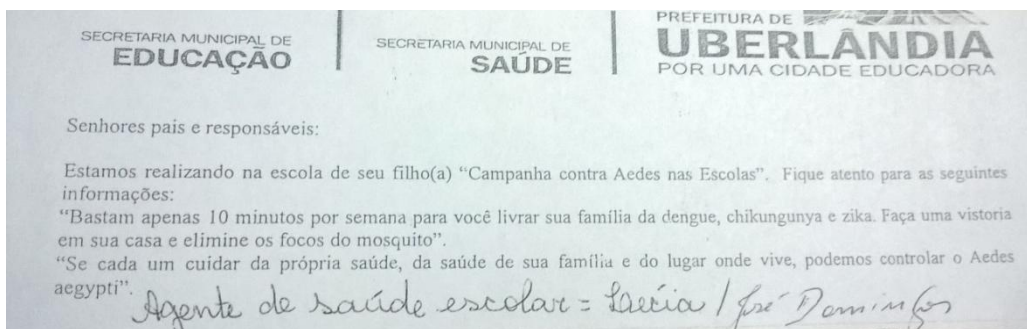 SECRETARIA MUNICIPAL DE
EDUCAÇÃO
SECRETARIA MUNICIPAL DE
SAÚDE
PREFEITURA DE
UBERLÂNDIA
POR UMA CIDADE EDUCADORA
Senhores pais e responsáveis:
Estamos realizando na escola de seu filho(a) “Campanha contra Aedes nas Escolas”. Fique atento para as seguintes
informações:
“Bastam apenas 10 minutos por semana para você livrar sua família da dengue, chikungunya e zika. Faça uma vistoria
em sua casa e elimine os focos do mosquito”.
“Se cada um cuidar da própria saúde, da saúde de sua família e do lugar onde vive, podemos controlar o Aedes
aegypti”.
Agente de saúde escolar = / José Domingos